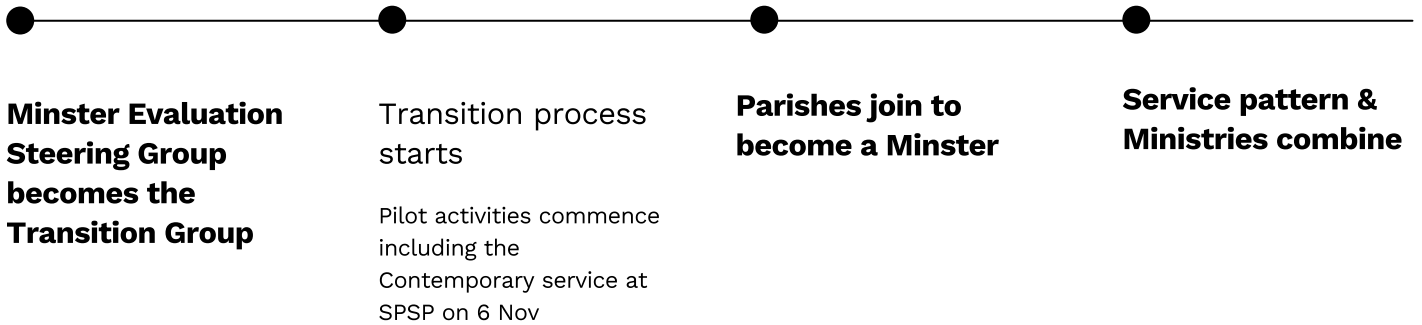 Minster Evaluation
Steering Group
becomes the
Transition Group
Transition process
starts
Pilot activities commence
including the
Contemporary service at
SPSP on 6 Nov
Parishes join to
become a Minster
Service pattern &
Ministries combine